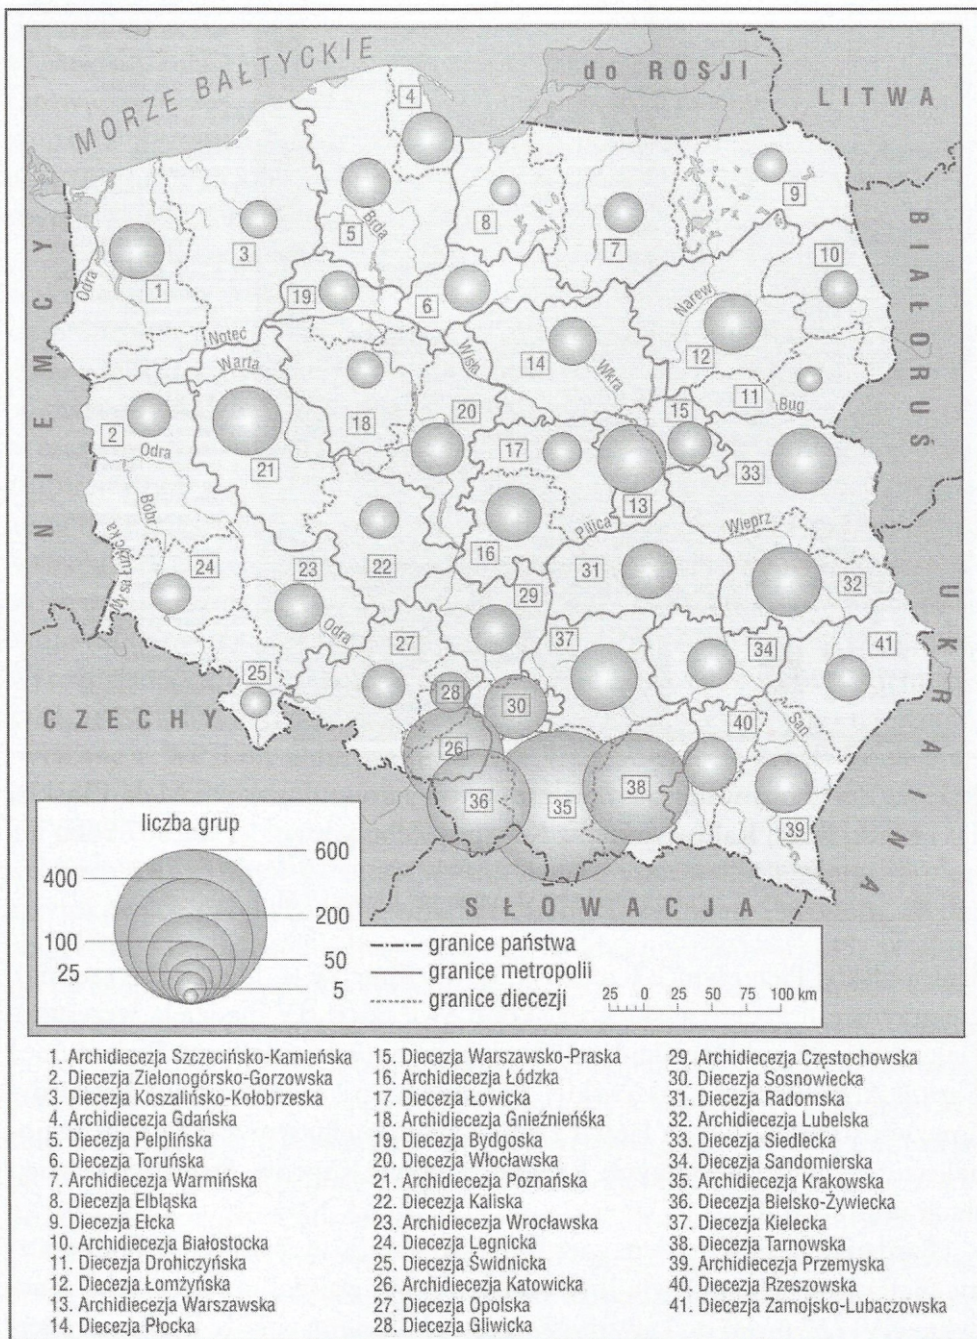 MORZE BAŁTYCKIE
do ROSJI
LITWA
BIAŁORUŚ
UKRAINA
SŁOWACJA
CZECHY
NIEMCY
4
9
8
5
Brda
3
7
10
1
Odra
19
6
Narew
Noteć
12
14
Wkra
Warta
Wisła
15
11
Bug
2
18
20
17
Odra
21
33
13
Bóbr
Pilica
Wieprz
16
24
23
22
31
32
Nysa Łużycka
29
Odra
27
37
34
41
25
28
30
40
San
26
36
35
38
39
liczba grup
600
400
200
100
50
25
5
granice państwa
granice metropolii
granice diecezji
25 0 25 50 75 100 km
1. Archidiecezja Szczecińsko-Kamieńska
2. Diecezja Zielonogórsko-Gorzowska
3. Diecezja Koszalińsko-Kołobrzeska
4. Archidiecezja Gdańska
5. Diecezja Pelplińska
6. Diecezja Toruńska
7. Archidiecezja Warmińska
8. Diecezja Elbląska
9. Diecezja Ełcka
10. Archidiecezja Białostocka
11. Diecezja Drohiczyńska
12. Diecezja Łomżyńska
13. Archidiecezja Warszawska
14. Diecezja Płocka
15. Diecezja Warszawsko-Praska
16. Archidiecezja Łódzka
17. Diecezja Łowicka
18. Archidiecezja Gnieźnieńśka
19. Diecezja Bydgoska
20. Diecezja Włocławska
21. Archidiecezja Poznańska
22. Diecezja Kaliska
23. Archidiecezja Wrocławska
24. Diecezja Legnicka
25. Diecezja Świdnicka
26. Archidiecezja Katowicka
27. Diecezja Opolska
28. Diecezja Gliwicka
29. Archidiecezja Częstochowska
30. Diecezja Sosnowiecka
31. Diecezja Radomska
32. Archidiecezja Lubelska
33. Diecezja Siedlecka
34. Diecezja Sandomierska
35. Archidiecezja Krakowska
36. Diecezja Bielsko-Żywiecka
37. Diecezja Kielecka
38. Diecezja Tarnowska
39. Archidiecezja Przemyska
40. Diecezja Rzeszowska
41. Diecezja Zamojsko-Lubaczowska